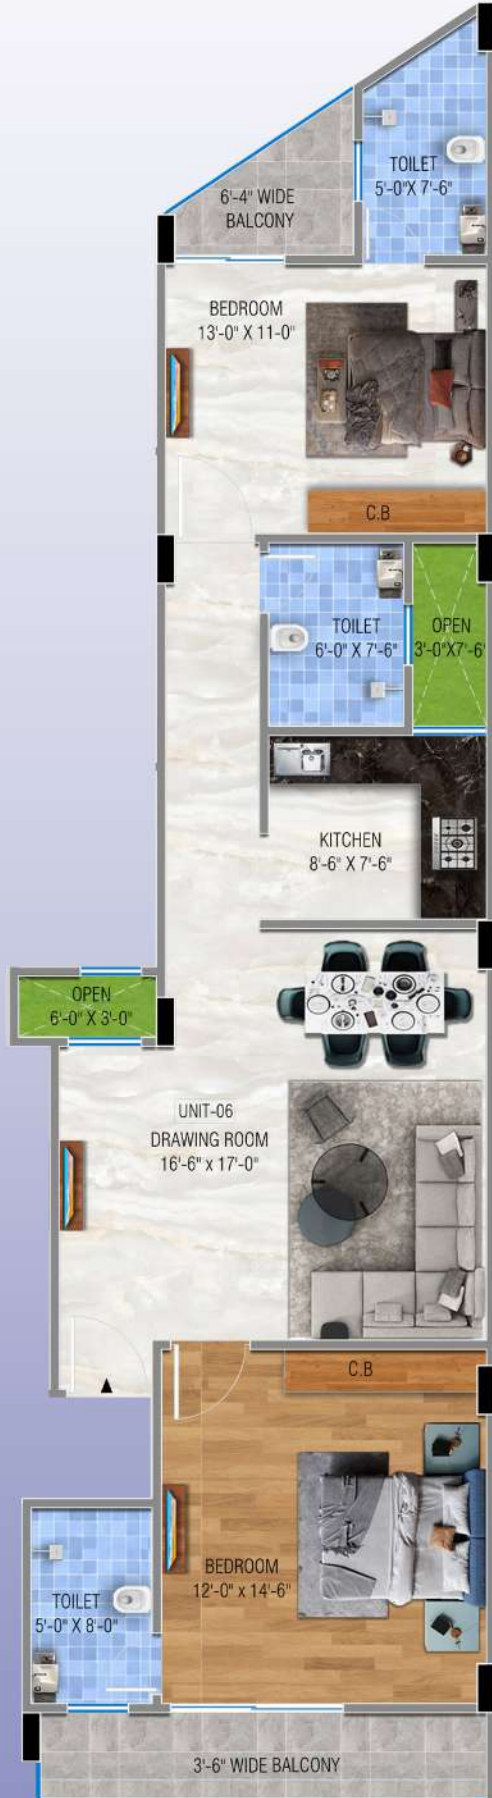 TOILET
5'-0"X 7'-6"
6'-4" WIDE
BALCONY
BEDROOM
13'-0" X 11'-0"
C.B
TOILET
6'-0" X 7'-6"
OPEN
3'-0"X7'-6"
KITCHEN
8'-6" X 7'-6"
OPEN
6'-0" X 3'-0"
UNIT-06
DRAWING ROOM
16'-6" x 17'-0"
C.B
BEDROOM
12'-0" x 14'-6"
TOILET
5'-0" X 8'-0"
3'-6" WIDE BALCONY